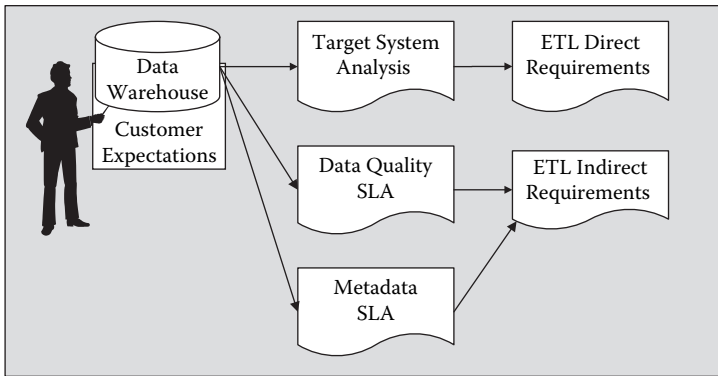 Data
Warehouse
Customer
Expectations
Target System
Analysis
ETL Direct
Requirements
Data Quality
SLA
ETL Indirect
Requirements
Metadata
SLA